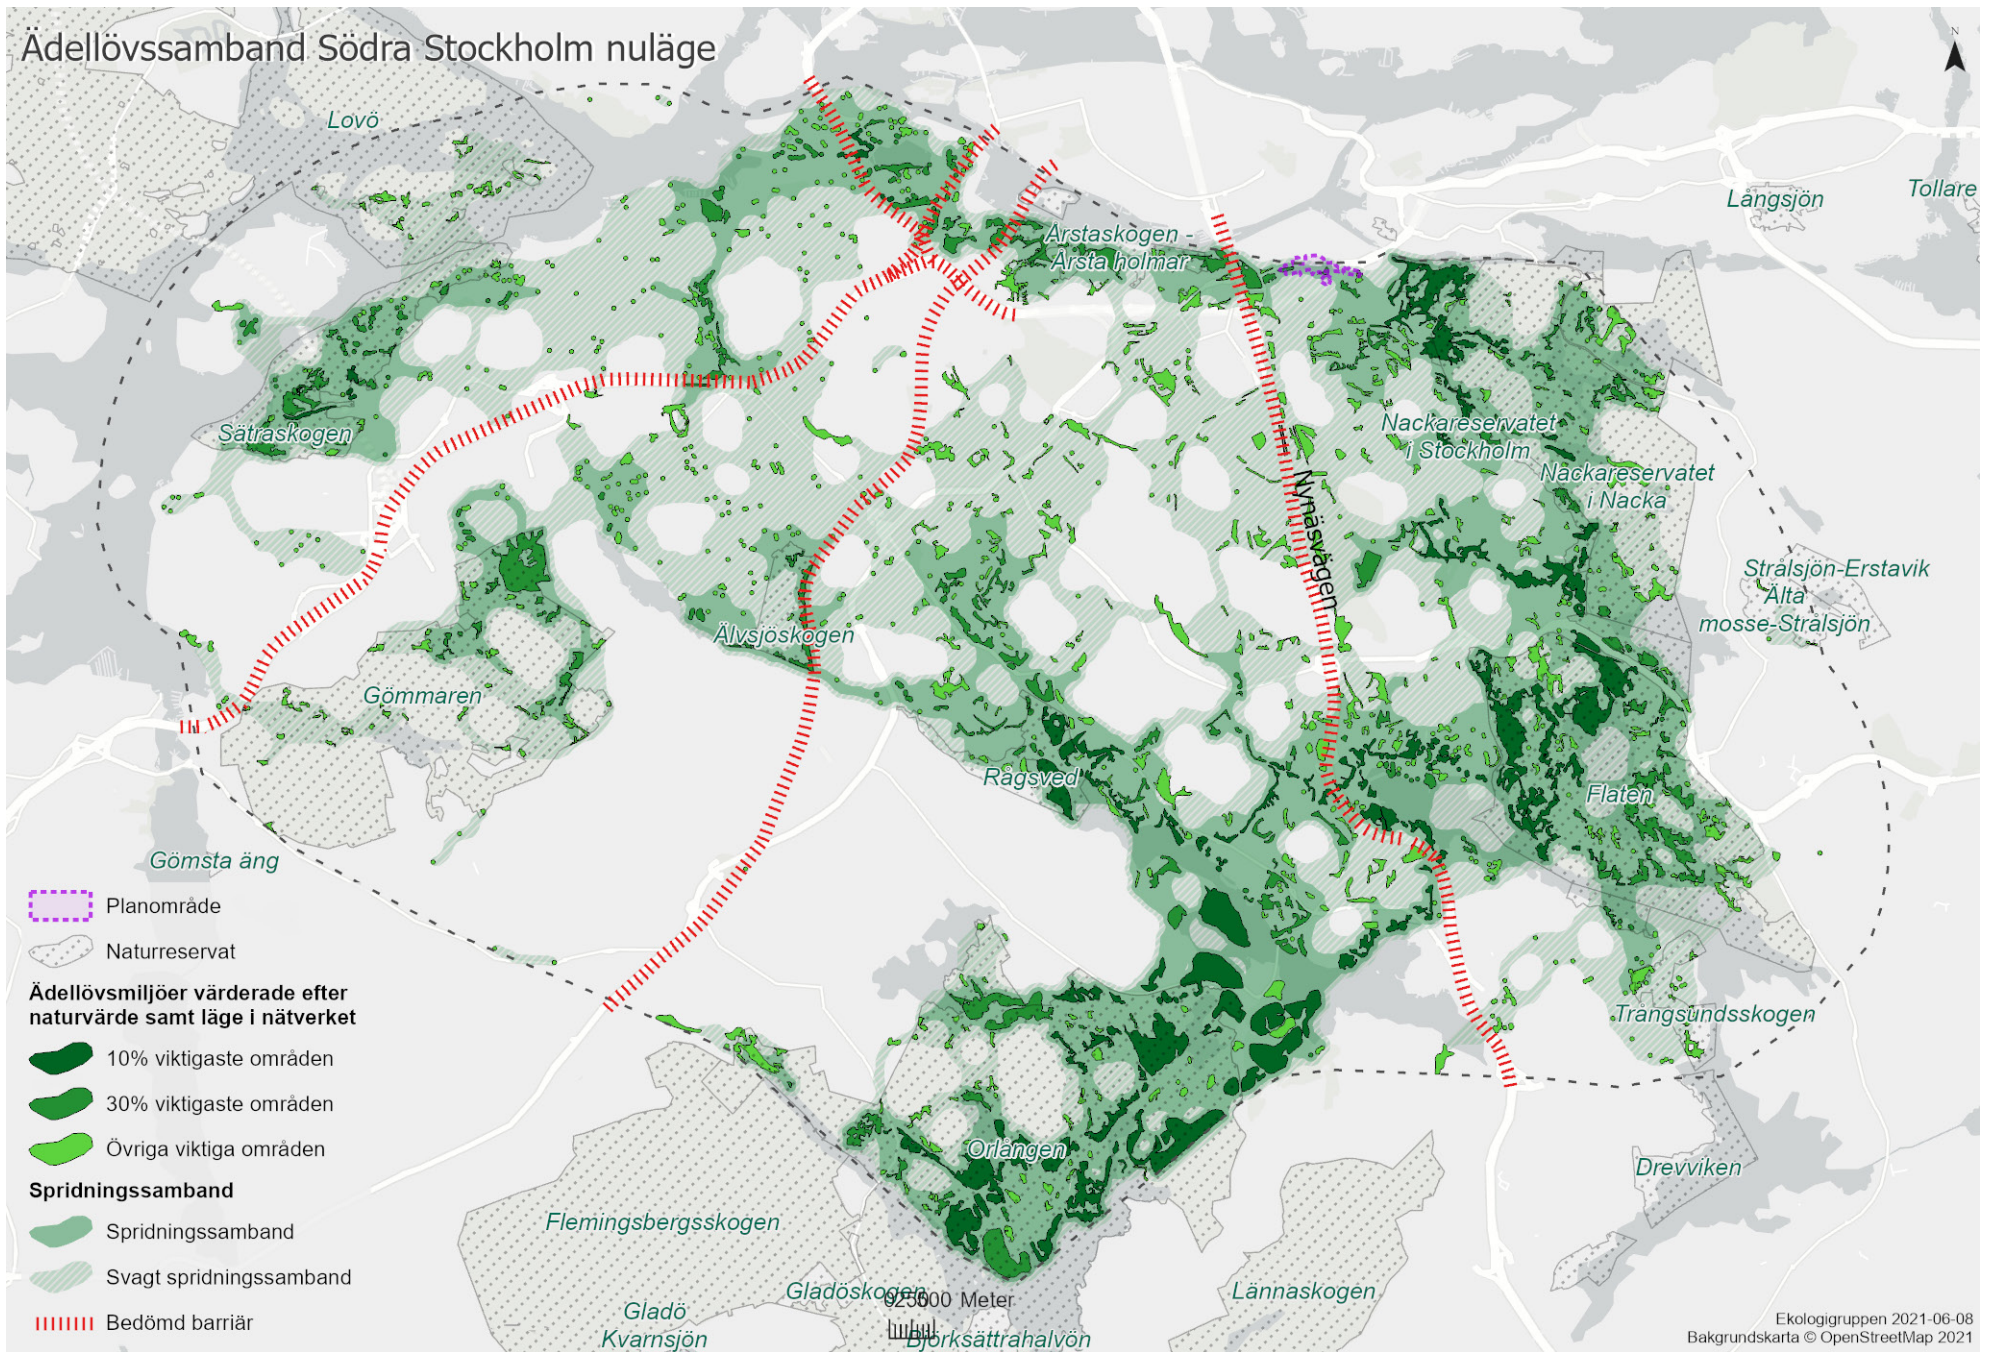 Ädellövssamband Södra Stockholm nuläge
N
Lovö
Långsjön
Tollare
Årstaskogen -
Årsta holmar
Sätraskogen
Nackareservatet
i Stockholm
Nackareservatet
i Nacka
Nynäsvägen
Strålsjön-Erstavik
Älta
mosse-Strålsjön
Älvsjöskogen
Gömmaren
Rågsved
Flaten
Gömsta äng
Trångsundsskogen
Orlången
Drevviken
Flemingsbergsskogen
Gladöskogen
Lännaskogen
Gladö
Kvarnsjön
Björksättrahalvön
Planområde
Naturreservat
Ädellövsmiljöer värderade efter
naturvärde samt läge i nätverket
10% viktigaste områden
30% viktigaste områden
Övriga viktiga områden
Spridningssamband
Spridningssamband
Svagt spridningssamband
Bedömd barriär
Meter
Ekologigruppen 2021-06-08
Bakgrundskarta © OpenStreetMap 2021